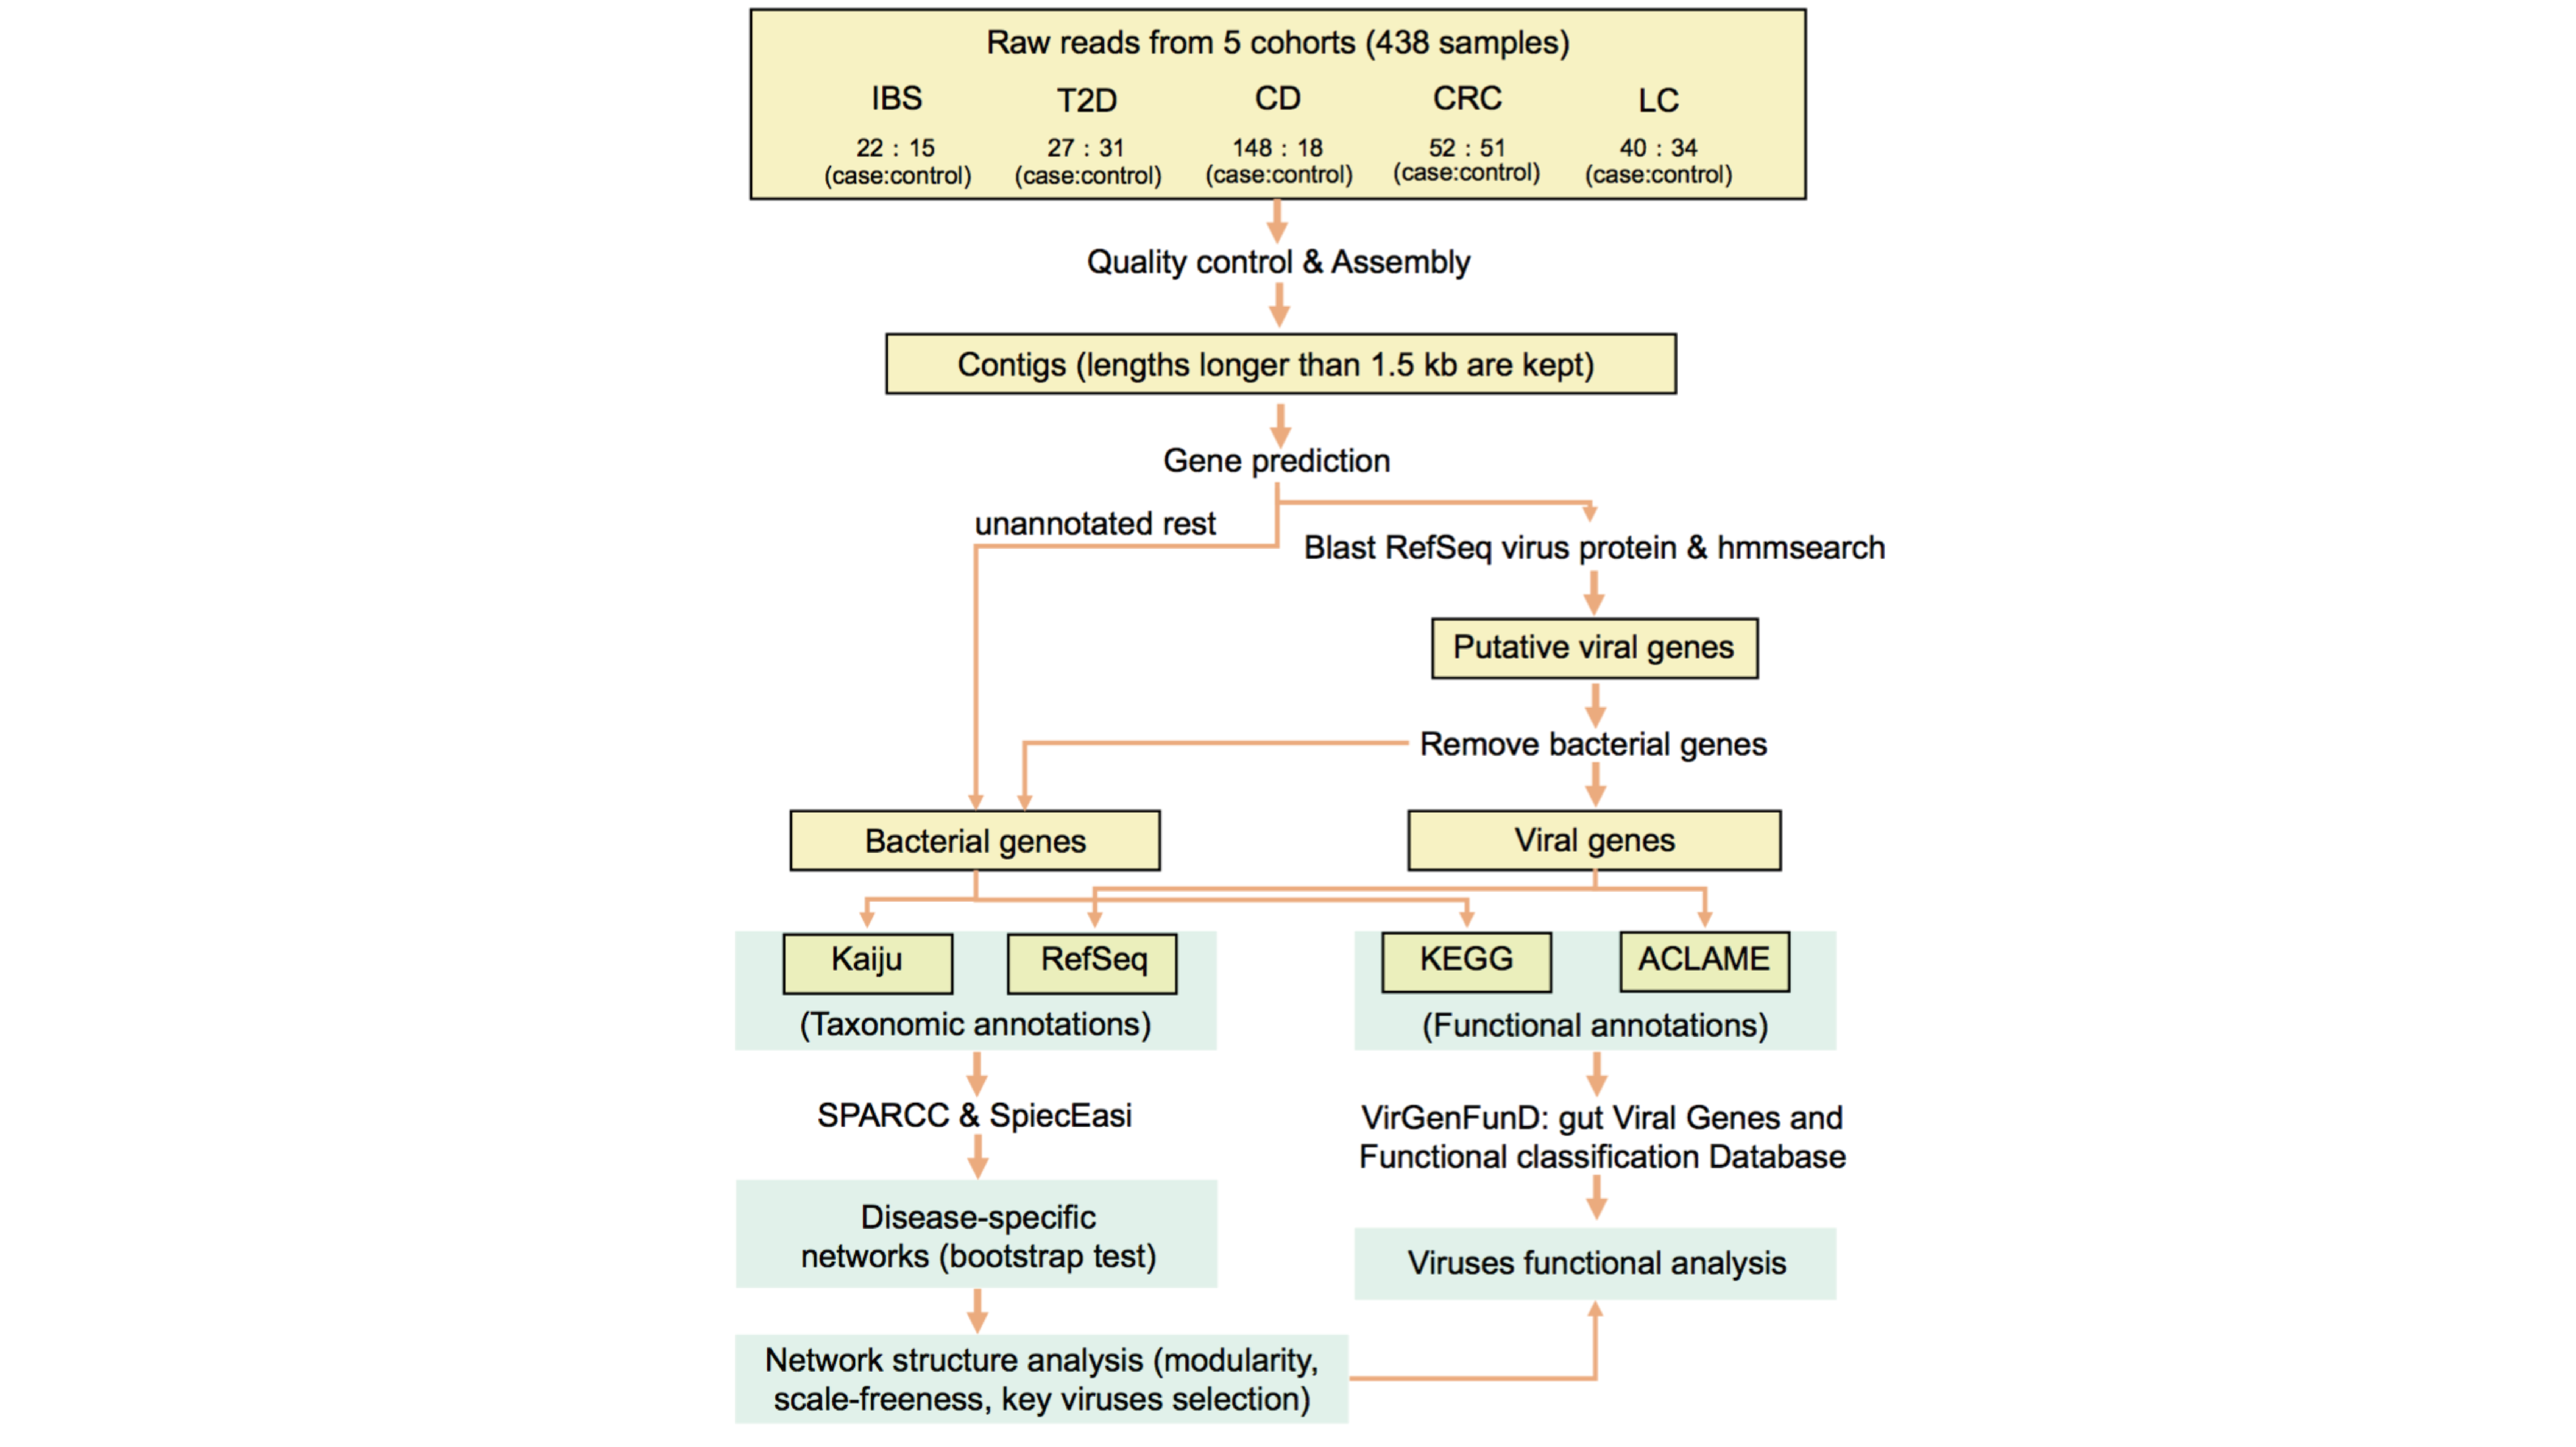 Raw reads from 5 cohorts (438 samples)
IBS T2D CD CRC LC
22 : 15 27 : 31 148 : 18 52 : 51 40 : 34
(case:control) (case:control) (case:control) (case:control) (case:control)
Quality control & Assembly
Contigs (lengths longer than 1.5 kb are kept)
Gene prediction
unannotated rest
Blast RefSeq virus protein & hmmsearch
Putative viral genes
Remove bacterial genes
Bacterial genes
Viral genes
Kaiju RefSeq
(Taxonomic annotations)
KEGG ACLAME
(Functional annotations)
SPARCC & SpiecEasi
VirGenFunD: gut Viral Genes and
Functional classification Database
Disease-specific
networks (bootstrap test)
Viruses functional analysis
Network structure analysis (modularity,
scale-freeness, key viruses selection)